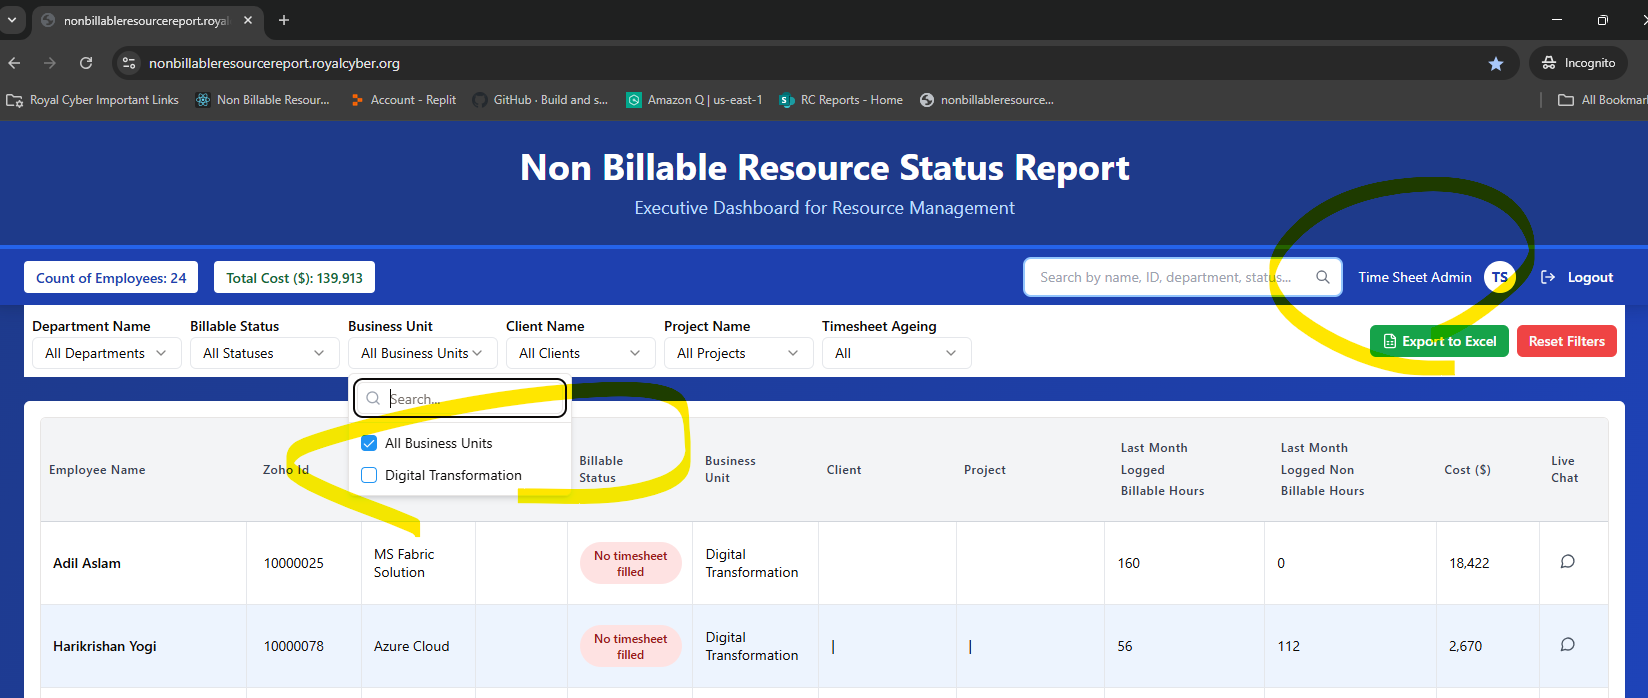 nonbillableresourcereport.royal
nonbillableresourcereport.royalcyber.org
Incognito
Royal Cyber Important Links
Non Billable Resour...
Account - Replit
GitHub · Build and s...
Amazon Q | us-east-1
RC Reports - Home
nonbillableresource...
All Bookmar
Non Billable Resource Status Report
Executive Dashboard for Resource Management
Count of Employees: 24
Total Cost ($): 139,913
Search by name, ID, department, status...
Time Sheet Admin
TS
Logout
Department Name
Billable Status
Business Unit
Client Name
Project Name
Timesheet Ageing
All Departments
All Statuses
All Business Units
All Clients
All Projects
All
Export to Excel
Reset Filters
Search...
All Business Units
Digital Transformation
Employee Name
Zoho Id
Billable
Status
Business
Unit
Client
Project
Last Month
Logged
Billable Hours
Last Month
Logged Non
Billable Hours
Cost ($)
Live
Chat
Adil Aslam
10000025
MS Fabric
Solution
No timesheet
filled
Digital
Transformation
160
0
18,422
Harikrishan Yogi
10000078
Azure Cloud
No timesheet
filled
Digital
Transformation
|
|
56
112
2,670